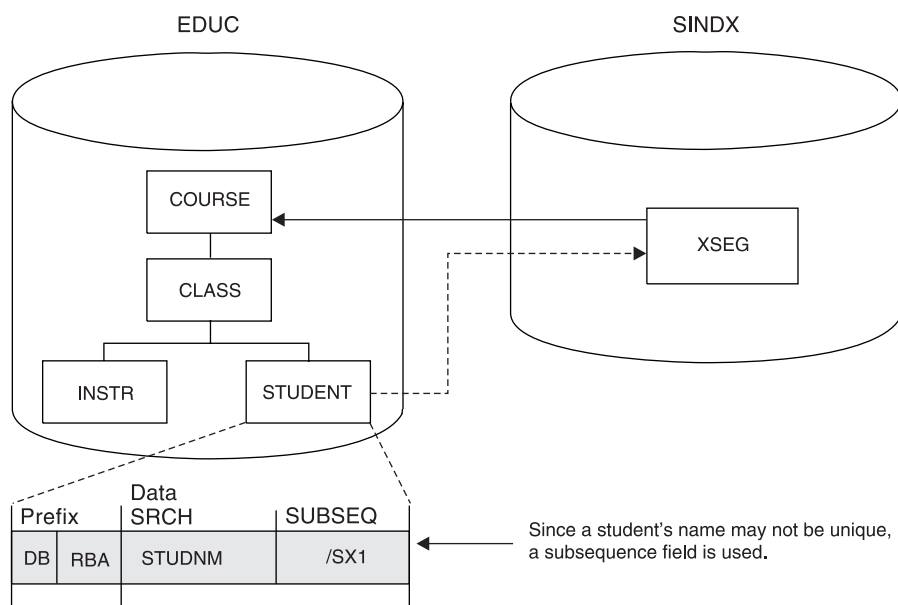 EDUC
SINDX
COURSE
XSEG
CLASS
INSTR
STUDENT
Data
Prefix
SRCH
SUBSEQ
DB
RBA
STUDNM
/SX1
Since a student's name may not be unique,
a subsequence field is used.